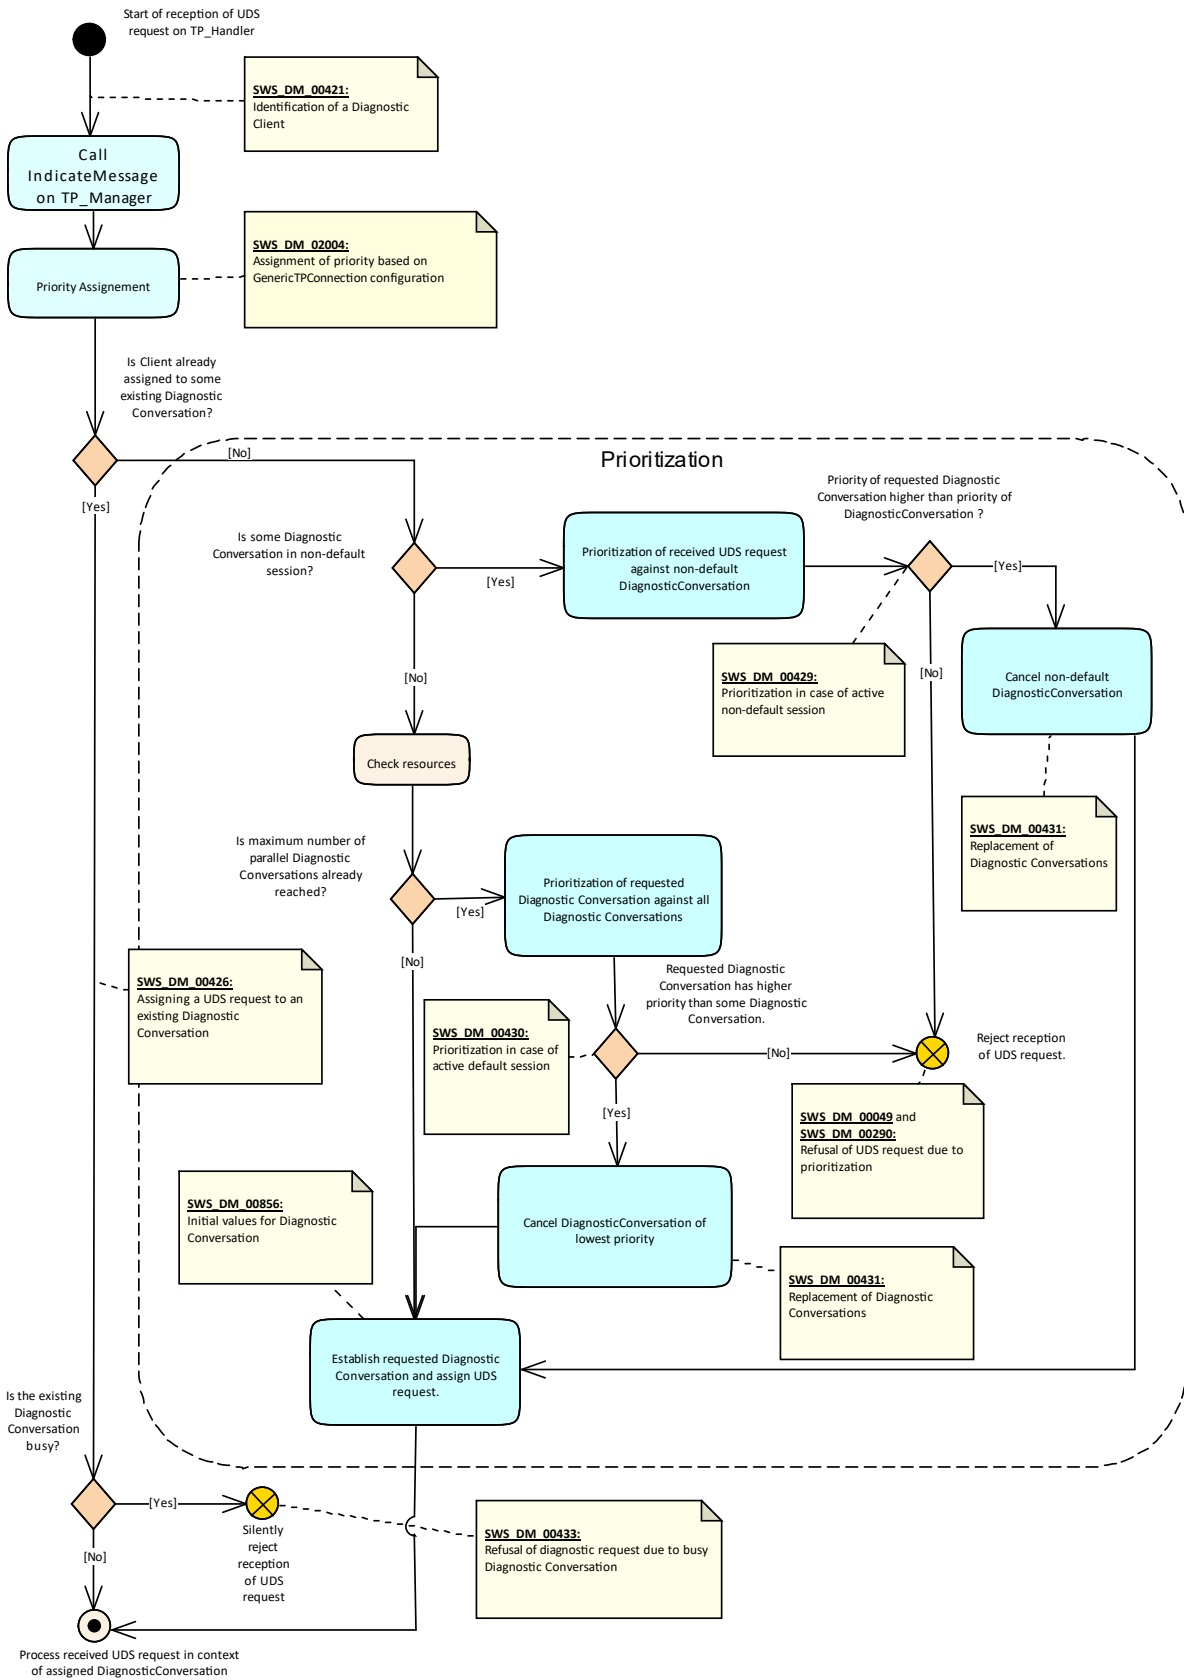 Start of reception of UDS
request on TP_Handler
SWS_DM_00421:
Identification of a Diagnostic
Client
Call
IndicateMessage
on TP_Manager
SWS_DM_02004:
Assignment of priority based on
GenericTPConnection configuration
Priority Assignement
Is Client already
assigned to some
existing Diagnostic
Conversation?
[No]
[Yes]
Prioritization
Is some Diagnostic
Conversation in non-default
session?
[Yes]
[No]
Prioritization of received UDS request
against non-default
DiagnosticConversation
Priority of requested Diagnostic
Conversation higher than priority of
DiagnosticConversation ?
[Yes]
[No]
SWS_DM_00429:
Prioritization in case of active
non-default session
Cancel non-default
DiagnosticConversation
SWS_DM_00431:
Replacement of
Diagnostic Conversations
Check resources
Is maximum number of
parallel Diagnostic
Conversations already
reached?
[Yes]
[No]
Prioritization of requested
Diagnostic Conversation against all
Diagnostic Conversations
SWS_DM_00426:
Assigning a UDS request to an
existing Diagnostic
Conversation
Requested Diagnostic
Conversation has higher
priority than some Diagnostic
Conversation.
SWS_DM_00430:
Prioritization in case of
active default session
[No]
[Yes]
Reject reception
of UDS request.
SWS_DM_00049 and
SWS_DM_00290:
Refusal of UDS request due to
prioritization
SWS_DM_00856:
Initial values for Diagnostic
Conversation
Cancel DiagnosticConversation of
lowest priority
SWS_DM_00431:
Replacement of Diagnostic
Conversations
Establish requested Diagnostic
Conversation and assign UDS
request.
Is the existing
Diagnostic
Conversation
busy?
[Yes]
[No]
Silently
reject
reception
of UDS
request
SWS_DM_00433:
Refusal of diagnostic request due to busy
Diagnostic Conversation
Process received UDS request in context
of assigned DiagnosticConversation